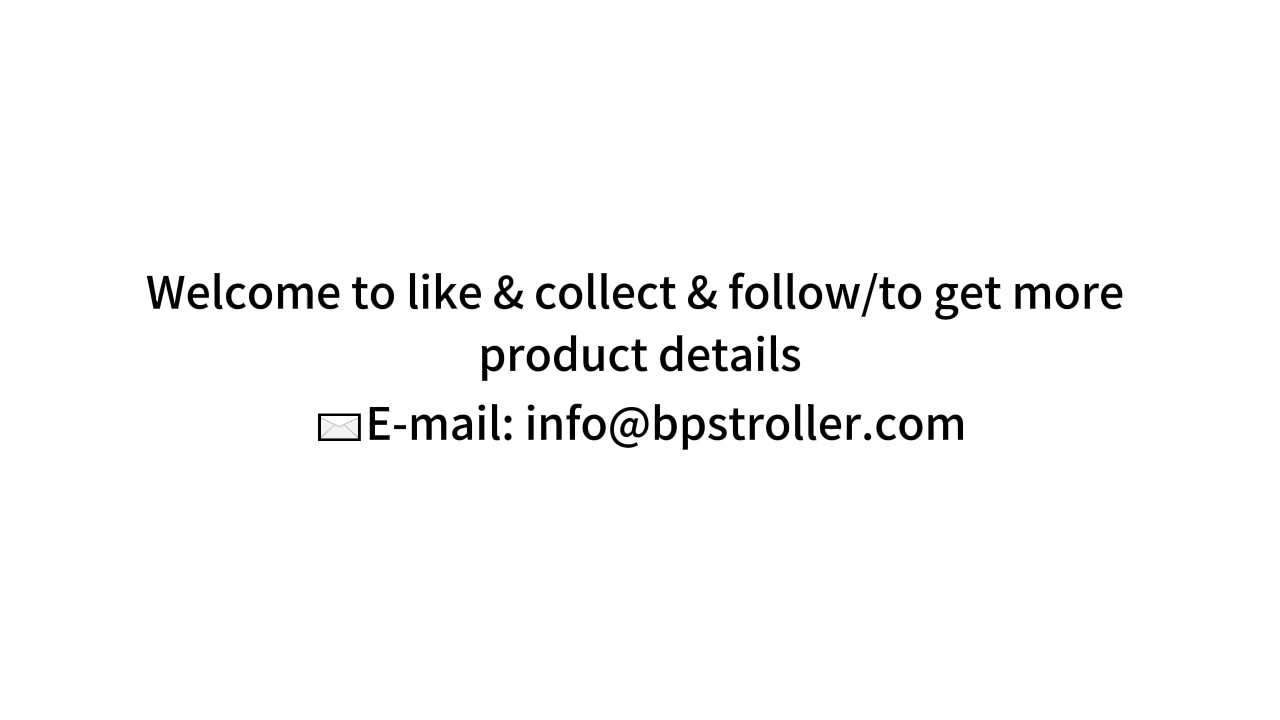 Welcome to like & collect & follow/to get more
product details
✉E-mail: info@bpstroller.com